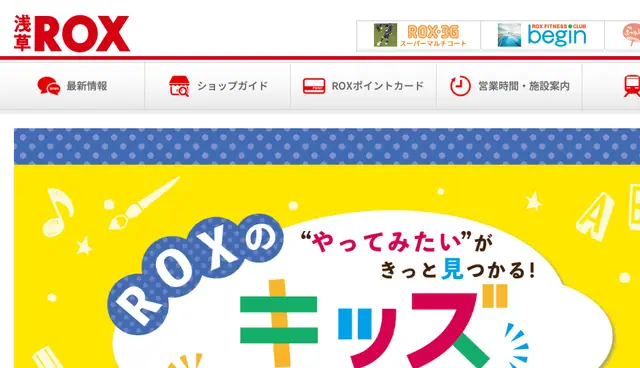 浅草 ROX
ROX・3G
スーパーマルチコート
ROX FITNESS CLUB
begin
最新情報
ショップガイド
ROXポイントカード
営業時間・施設案内
ROXの
“やってみたい”が
きっと見つかる!
キッズ